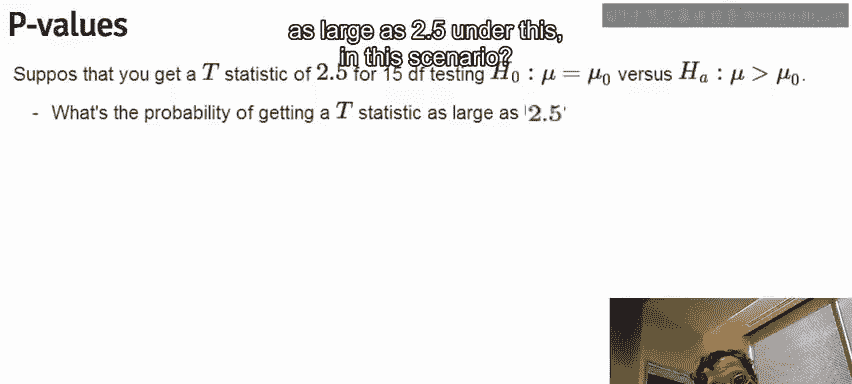 P-values
as large as 2.5 under this,
in this scenario?
Suppos that you get a T statistic of 2.5 for 15 df testing H₀ : μ = μ₀ versus Hₐ : μ > μ₀.
- What's the probability of getting a T statistic as large as '2.5'